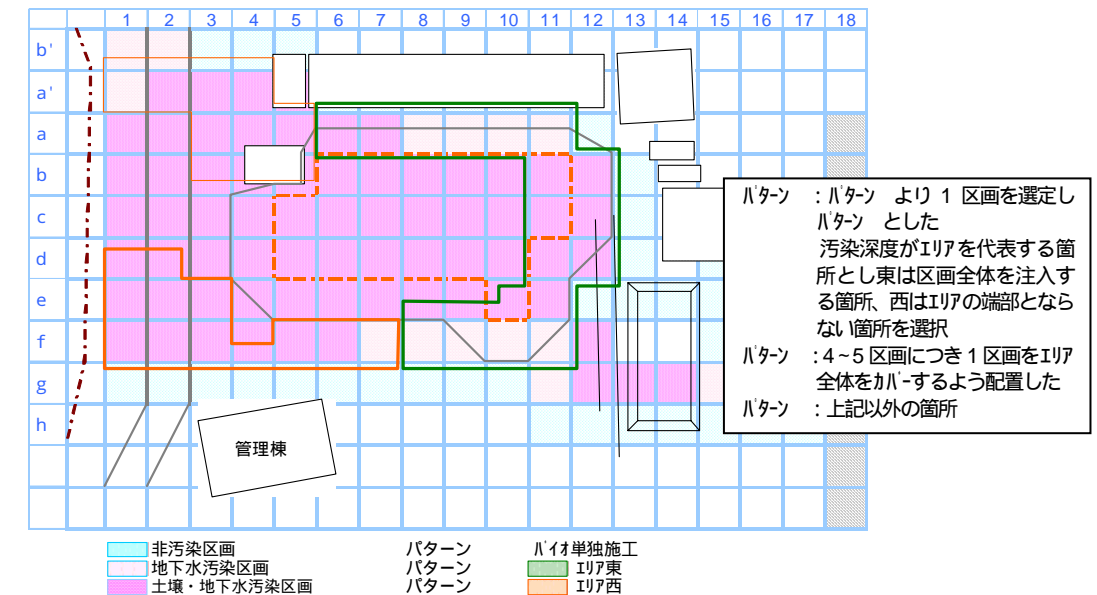 1 2 3 4 5 6 7 8 9 10 11 12 13 14 15 16 17 18
b'
a'
a
b
c
d
e
f
g
h
ﾊﾟﾀｰﾝ :ﾊﾟﾀｰﾝ より 1 区画を選定し
ﾊﾟﾀｰﾝ とした
汚染深度がｴﾘｱを代表する箇
所とし東は区画全体を注入す
る箇所、西はｴﾘｱの端部となら
ない箇所を選択
ﾊﾟﾀｰﾝ :4~5 区画につき 1 区画をｴﾘｱ
全体をｶﾊﾞｰするよう配置した
ﾊﾟﾀｰﾝ :上記以外の箇所
管理棟
非汚染区画 パターン ﾊﾞｲｵ単独施工
地下水汚染区画 パターン ｴﾘｱ東
土壌・地下水汚染区画 パターン ｴﾘｱ西